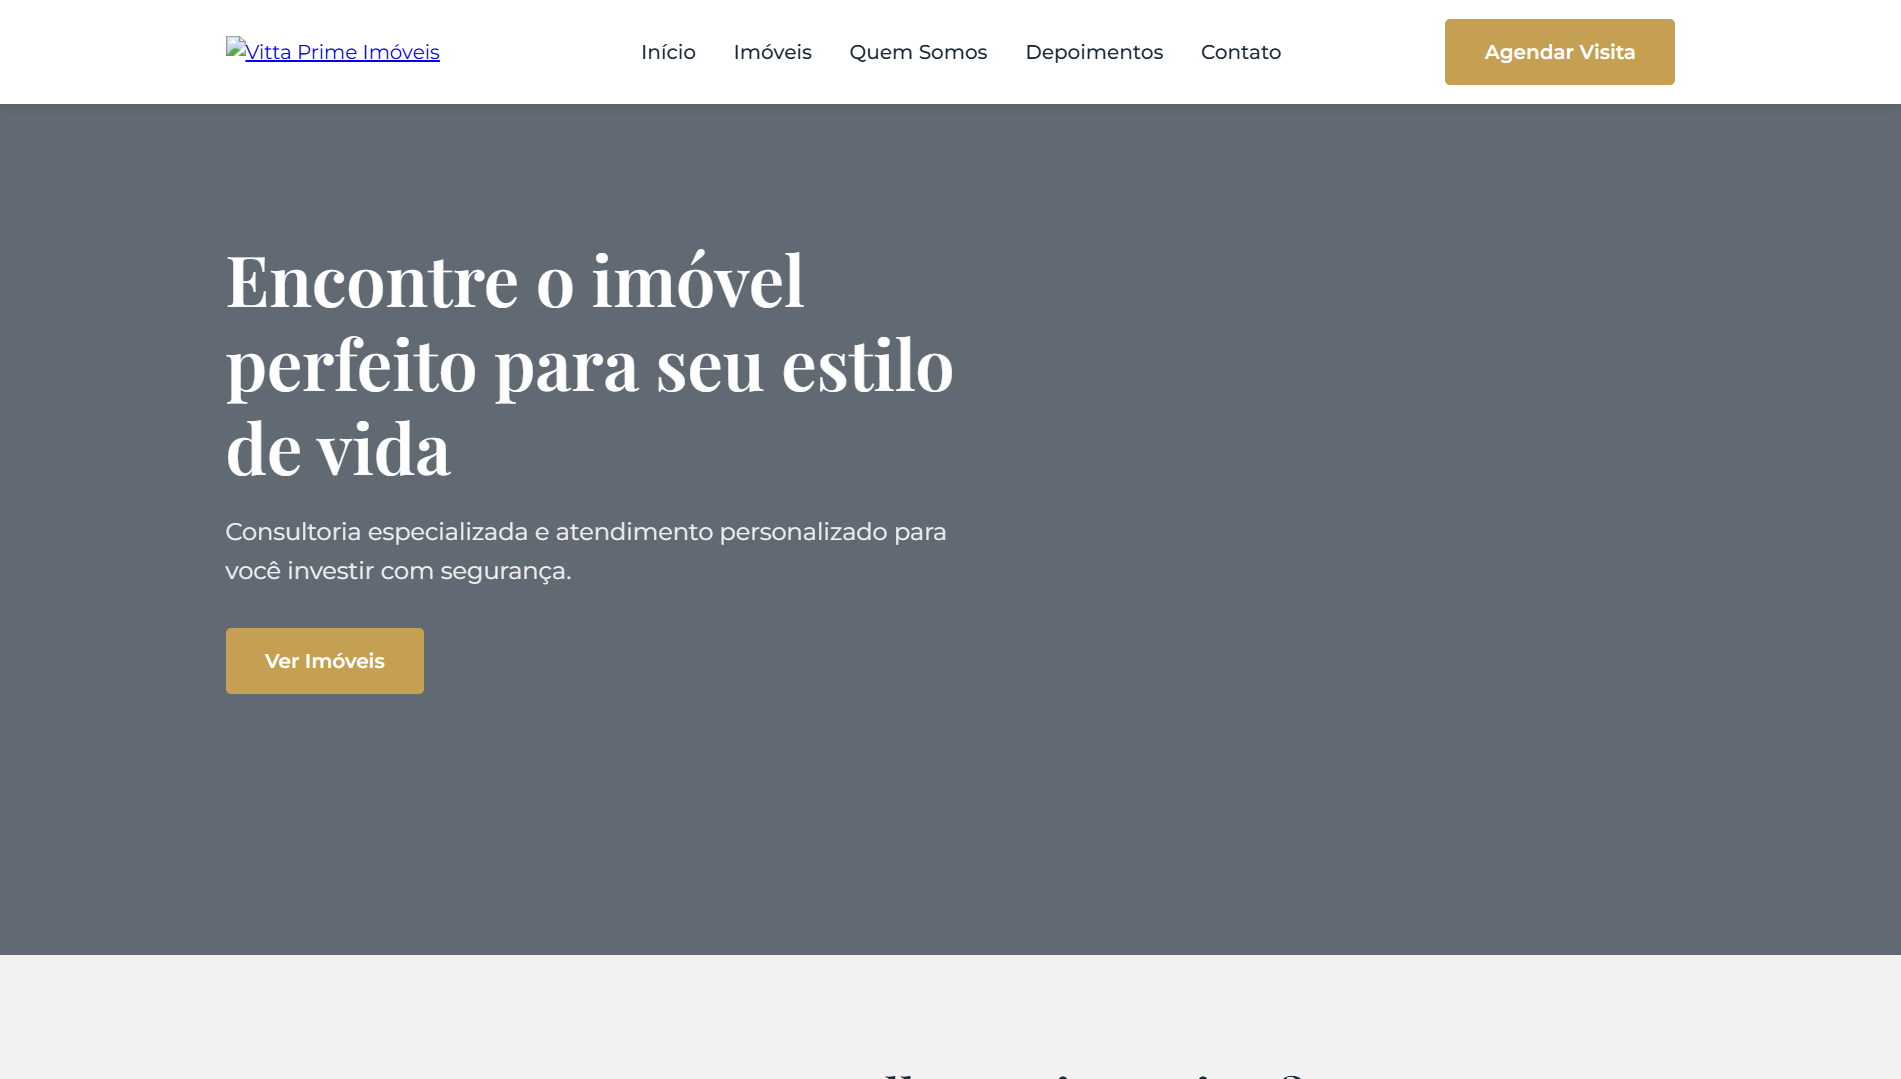 Vitta Prime Imóveis
Início
Imóveis
Quem Somos
Depoimentos
Contato
Agendar Visita
Encontre o imóvel
perfeito para seu estilo
de vida
Consultoria especializada e atendimento personalizado para
você investir com segurança.
Ver Imóveis